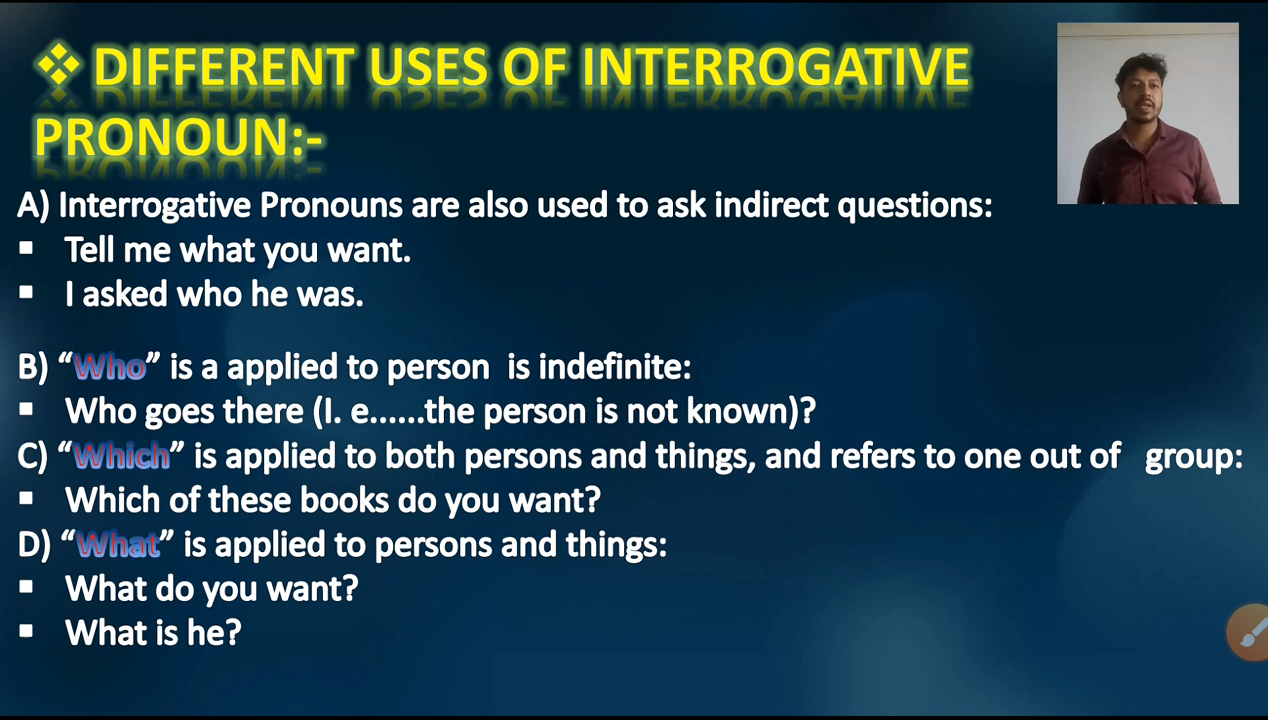 ❖ DIFFERENT USES OF INTERROGATIVE
PRONOUN:-
A) Interrogative Pronouns are also used to ask indirect questions:
▪ Tell me what you want.
▪ I asked who he was.
B) “Who” is a applied to person is indefinite:
▪ Who goes there (I. e......the person is not known)?
C) “Which” is applied to both persons and things, and refers to one out of group:
▪ Which of these books do you want?
D) “What” is applied to persons and things:
▪ What do you want?
▪ What is he?